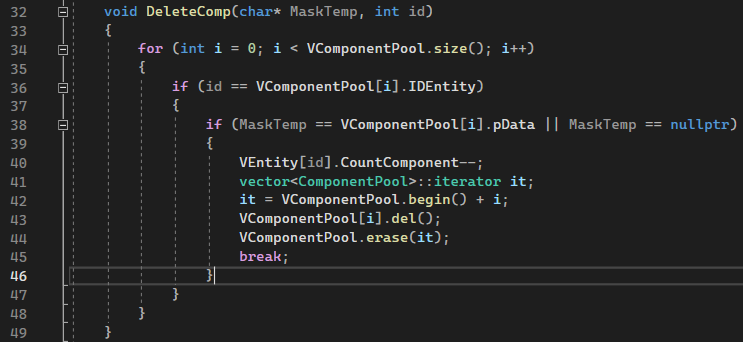 32 void DeleteComp(char* MaskTemp, int id)
33 {
34 for (int i = 0; i < VComponentPool.size(); i++)
35 {
36 if (id == VComponentPool[i].IDEntity)
37 {
38 if (MaskTemp == VComponentPool[i].pData || MaskTemp == nullptr)
39 {
40 VEntity[id].CountComponent--;
41 vector<ComponentPool>::iterator it;
42 it = VComponentPool.begin() + i;
43 VComponentPool[i].del();
44 VComponentPool.erase(it);
45 break;
46 }
47 }
48 }
49 }